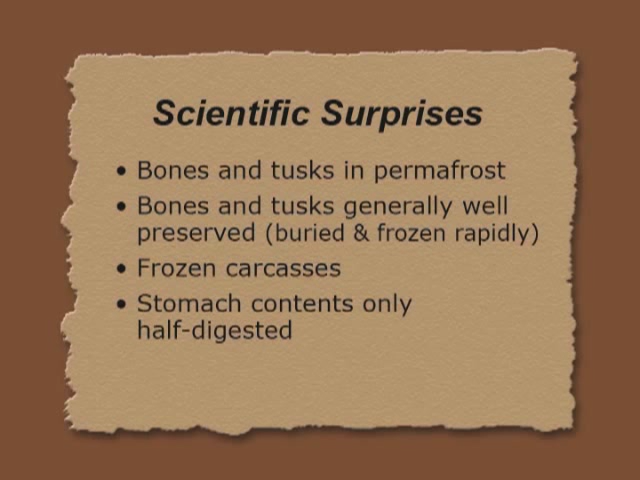 Scientific Surprises
• Bones and tusks in permafrost
• Bones and tusks generally well
preserved (buried & frozen rapidly)
• Frozen carcasses
• Stomach contents only
half-digested